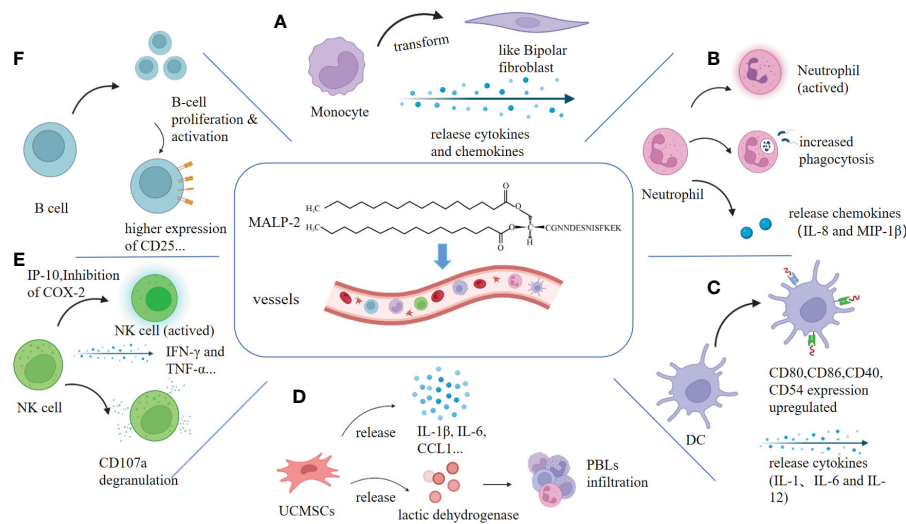 A
transform
Monocyte
like Bipolar
fibroblast
relaese cytokines
and chemokines
B
Neutrophil
(actived)
increased
phagocytosis
Neutrophil
release chemokines
(IL-8 and MIP-1β)
C
DC
CD80,CD86,CD40,
CD54 expression
upregulated
release cytokines
(IL-1、IL-6 and IL-
12)
D
UCMSCs
release
IL-1β, IL-6,
CCL1...
release
lactic dehydrogenase
PBLs
infiltration
E
IP-10,Inhibition
of COX-2
NK cell (actived)
IFN-γ and
TNF-α...
NK cell
CD107a
degranulation
F
B cell
B-cell
proliferation &
activation
higher expression
of CD25...
MALP-2
H₃C
O
O
H₃C
O
O
C
H
CGNNDESNNISFKEK
vessels